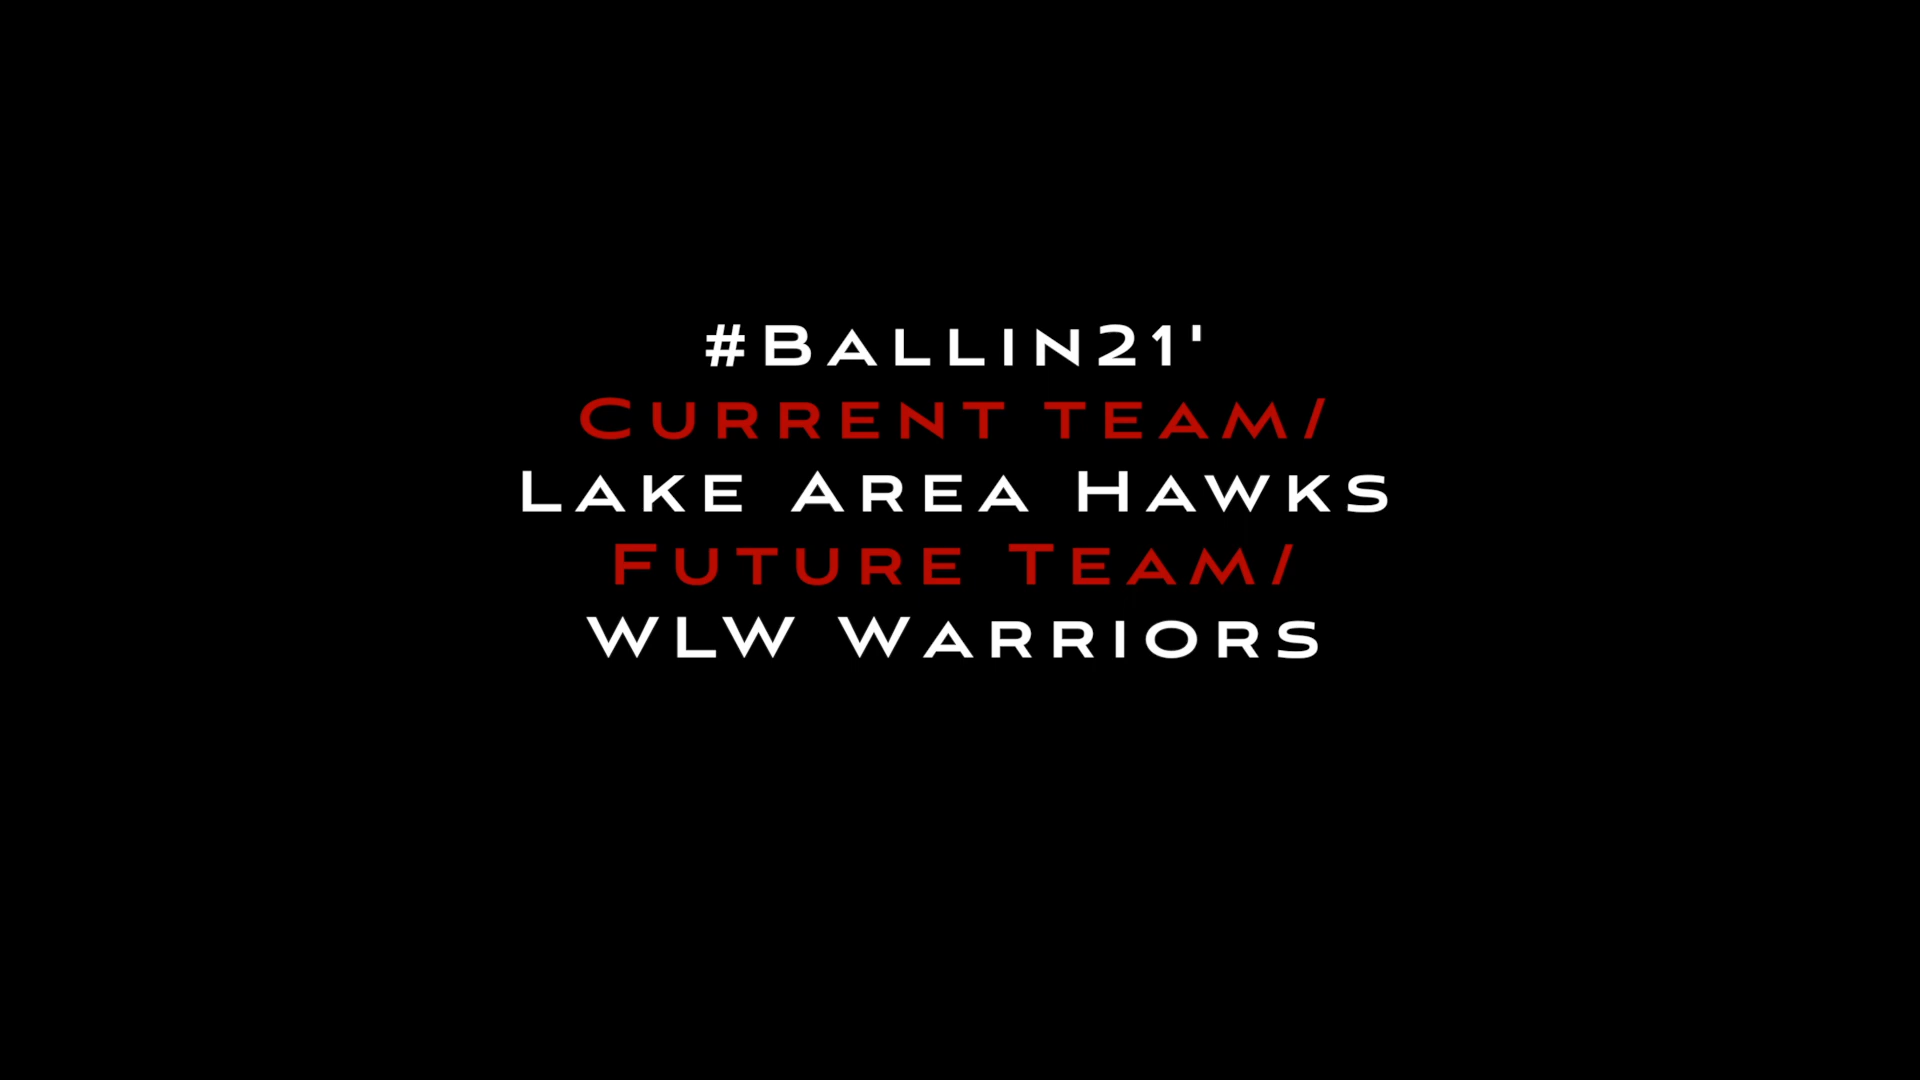 #Ballin21'
Current team/
Lake Area Hawks
Future Team/
WLW Warriors